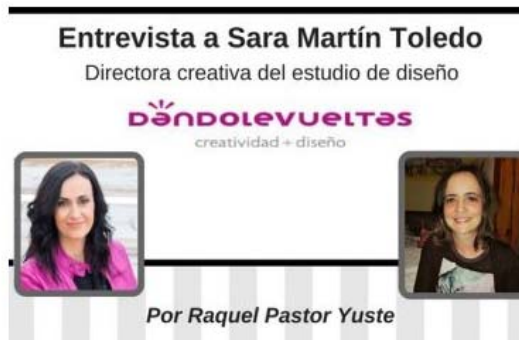 Entrevista a Sara Martín Toledo
Directora creativa del estudio de diseño
DaNDOLevueLTas
creatividad + diseño
Por Raquel Pastor Yuste